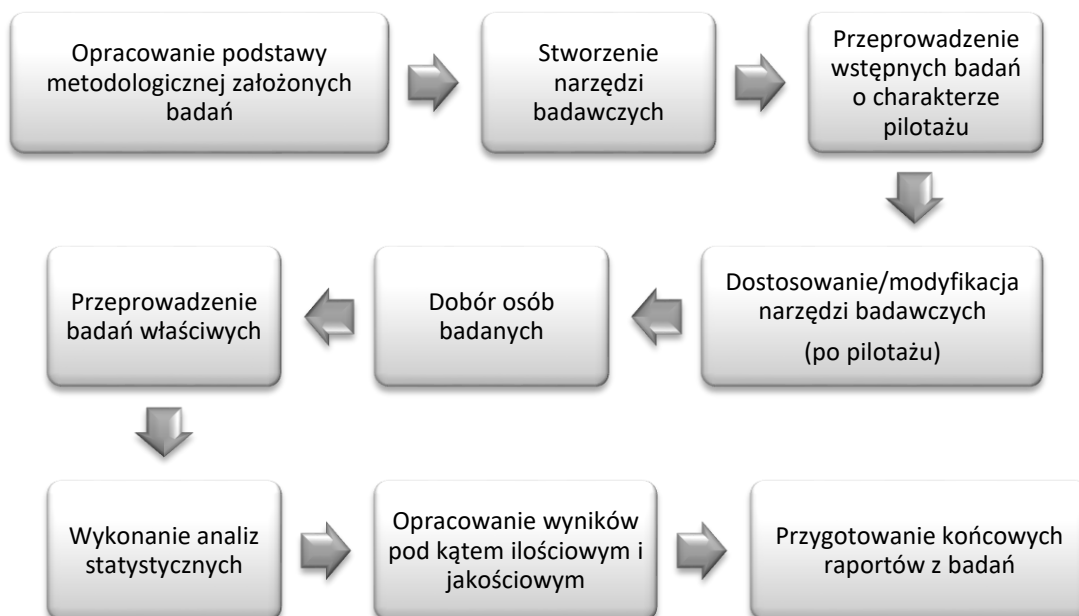 Opracowanie podstawy
metodologicznej założonych
badań
Stworzenie
narzędzi
badawczych
Przeprowadzenie
wstępnych badań
o charakterze
pilotażu
Dostosowanie/modyfikacja
narzędzi badawczych
(po pilotażu)
Dobór osób
badanych
Przeprowadzenie
badań właściwych
Wykonanie analiz
statystycznych
Opracowanie wyników
pod kątem ilościowym i
jakościowym
Przygotowanie końcowych
raportów z badań